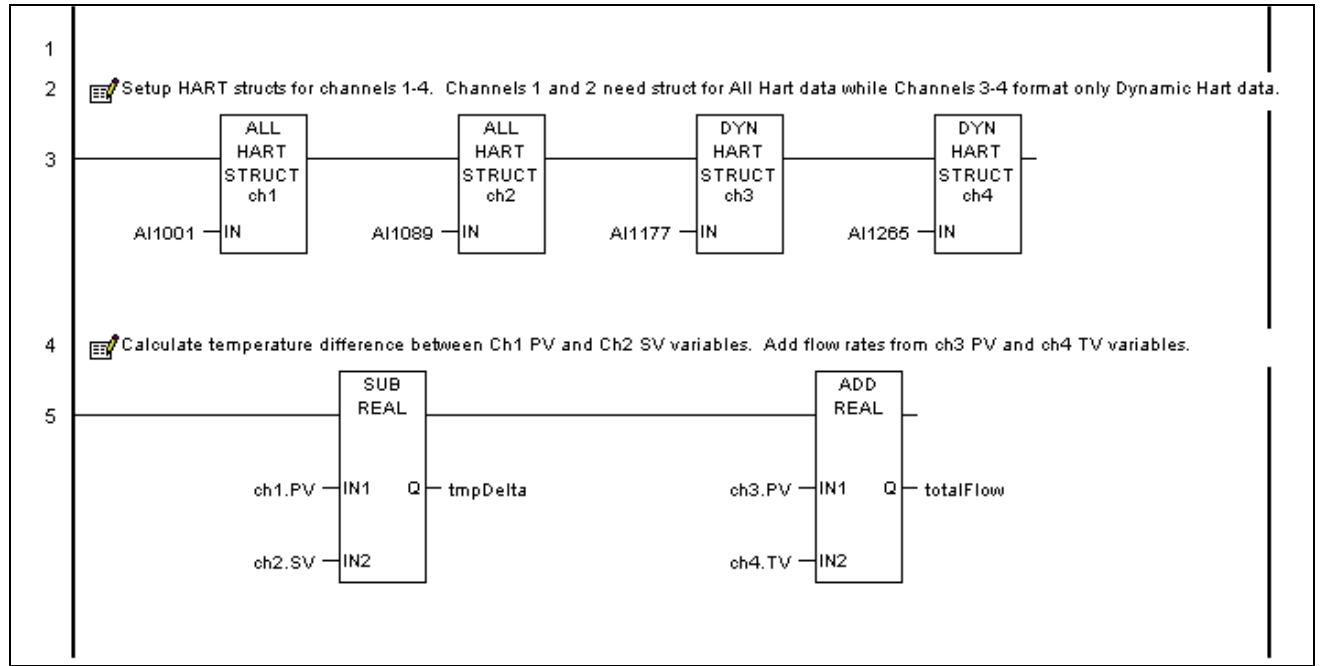 1
2 Setup HART structs for channels 1-4. Channels 1 and 2 need struct for All Hart data while Channels 3-4 format only Dynamic Hart data.
ALL HART STRUCT ch1
ALL HART STRUCT ch2
DYN HART STRUCT ch3
DYN HART STRUCT ch4
3
AI1001 IN
AI1089 IN
AI1177 IN
AI1265 IN
4 Calculate temperature difference between Ch1 PV and Ch2 SV variables. Add flow rates from ch3 PV and ch4 TV variables.
SUB REAL
ADD REAL
5
ch1.PV IN1 Q tmpDelta
ch3.PV IN1 Q totalFlow
ch2.SV IN2
ch4.TV IN2